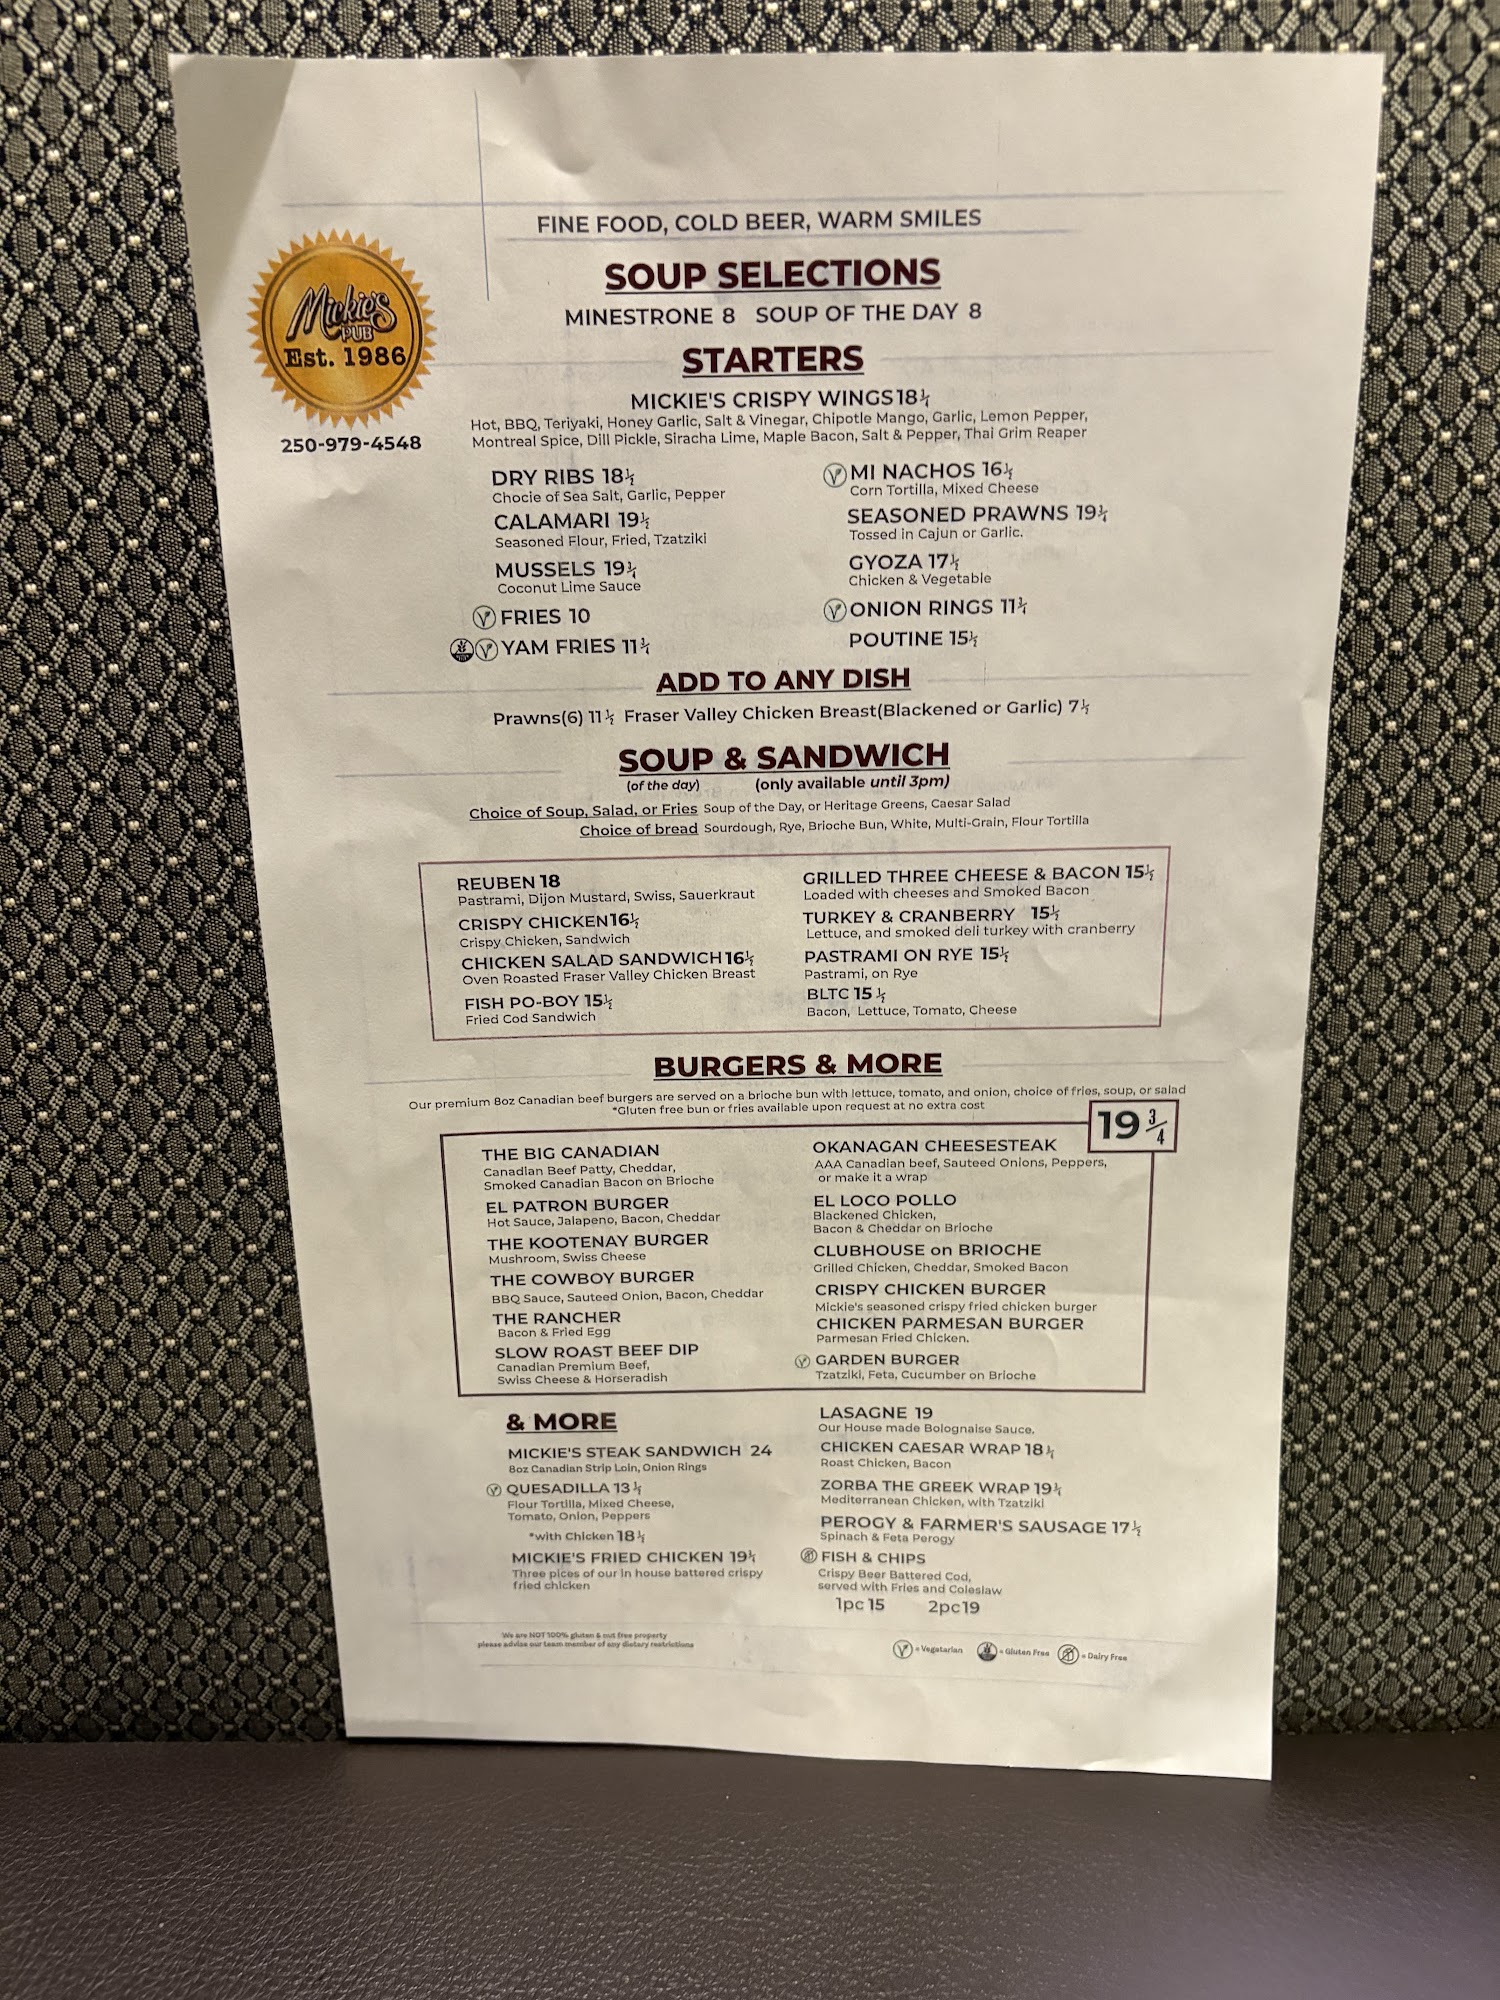 FINE FOOD, COLD BEER, WARM SMILES
Mickie's
PUB
Est. 1986
250-979-4548
SOUP SELECTIONS
MINESTRONE 8 SOUP OF THE DAY 8
STARTERS
MICKIE'S CRISPY WINGS 18¼
Hot, BBQ, Teriyaki, Honey Garlic, Salt & Vinegar, Chipotle Mango, Garlic, Lemon Pepper,
Montreal Spice, Dill Pickle, Siracha Lime, Maple Bacon, Salt & Pepper, Thai Grim Reaper
DRY RIBS 18½
Chocie of Sea Salt, Garlic, Pepper
CALAMARI 19½
Seasoned Flour, Fried, Tzatziki
MUSSELS 19¾
Coconut Lime Sauce
FRIES 10
YAM FRIES 11¾
MI NACHOS 16½
Corn Tortilla, Mixed Cheese
SEASONED PRAWNS 19¼
Tossed in Cajun or Garlic.
GYOZA 17½
Chicken & Vegetable
ONION RINGS 11¾
POUTINE 15½
ADD TO ANY DISH
Prawns(6) 11½ Fraser Valley Chicken Breast(Blackened or Garlic) 7½
SOUP & SANDWICH
(of the day) (only available until 3pm)
Choice of Soup, Salad, or Fries Soup of the Day, or Heritage Greens, Caesar Salad
Choice of bread Sourdough, Rye, Brioche Bun, White, Multi-Grain, Flour Tortilla
REUBEN 18
Pastrami, Dijon Mustard, Swiss, Sauerkraut
CRISPY CHICKEN 16½
Crispy Chicken, Sandwich
CHICKEN SALAD SANDWICH 16½
Oven Roasted Fraser Valley Chicken Breast
FISH PO-BOY 15½
Fried Cod Sandwich
GRILLED THREE CHEESE & BACON 15½
Loaded with cheeses and Smoked Bacon
TURKEY & CRANBERRY 15½
Lettuce, and smoked deli turkey with cranberry
PASTRAMI ON RYE 15½
Pastrami, on Rye
BLTC 15½
Bacon, Lettuce, Tomato, Cheese
BURGERS & MORE
Our premium 8oz Canadian beef burgers are served on a brioche bun with lettuce, tomato, and onion, choice of fries, soup, or salad
*Gluten free bun or fries available upon request at no extra cost
19 3/4
THE BIG CANADIAN
Canadian Beef Patty, Cheddar,
Smoked Canadian Bacon on Brioche
EL PATRON BURGER
Hot Sauce, Jalapeno, Bacon, Cheddar
THE KOOTENAY BURGER
Mushroom, Swiss Cheese
THE COWBOY BURGER
BBQ Sauce, Sauteed Onion, Bacon, Cheddar
THE RANCHER
Bacon & Fried Egg
SLOW ROAST BEEF DIP
Canadian Premium Beef,
Swiss Cheese & Horseradish
OKANAGAN CHEESESTEAK
AAA Canadian beef, Sauteed Onions, Peppers,
or make it a wrap
EL LOCO POLLO
Blackened Chicken,
Bacon & Cheddar on Brioche
CLUBHOUSE on BRIOCHE
Grilled Chicken, Cheddar, Smoked Bacon
CRISPY CHICKEN BURGER
Mickie's seasoned crispy fried chicken burger
CHICKEN PARMESAN BURGER
Parmesan Fried Chicken.
GARDEN BURGER
Tzatziki, Feta, Cucumber on Brioche
& MORE
MICKIE'S STEAK SANDWICH 24
8oz Canadian Strip Loin, Onion Rings
QUESADILLA 13¼
Flour Tortilla, Mixed Cheese,
Tomato, Onion, Peppers
*with Chicken 18¼
MICKIE'S FRIED CHICKEN 19¼
Three pices of our in house battered crispy
fried chicken
LASAGNE 19
Our House made Bolognaise Sauce.
CHICKEN CAESAR WRAP 18½
Roast Chicken, Bacon
ZORBA THE GREEK WRAP 19¼
Mediterranean Chicken, with Tzatziki
PEROGY & FARMER'S SAUSAGE 17½
Spinach & Feta Perogy
FISH & CHIPS
Crispy Beer Battered Cod,
served with Fries and Coleslaw
1pc 15 2pc 19
We are NOT 100% gluten & nut free property
please advise our team member of any dietary restrictions
= Vegetarian = Gluten Free = Dairy Free